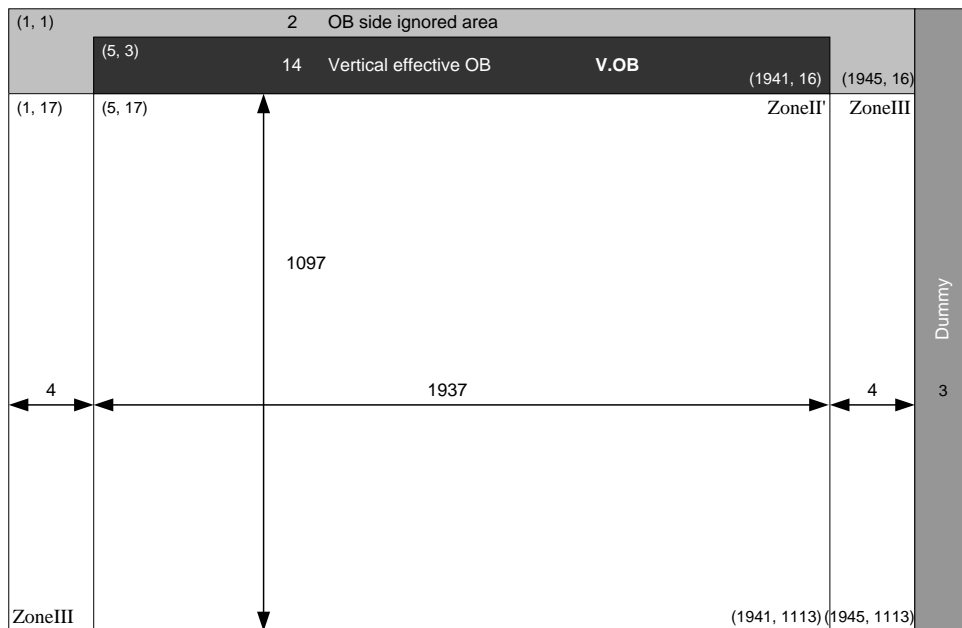 (1, 1) 2 OB side ignored area
(5, 3)
14 Vertical effective OB V.OB
(1941, 16) (1945, 16)
(1, 17) (5, 17) ZoneII' ZoneIII
1097
Dummy
4 1937 4 3
ZoneIII (1941, 1113) (1945, 1113)